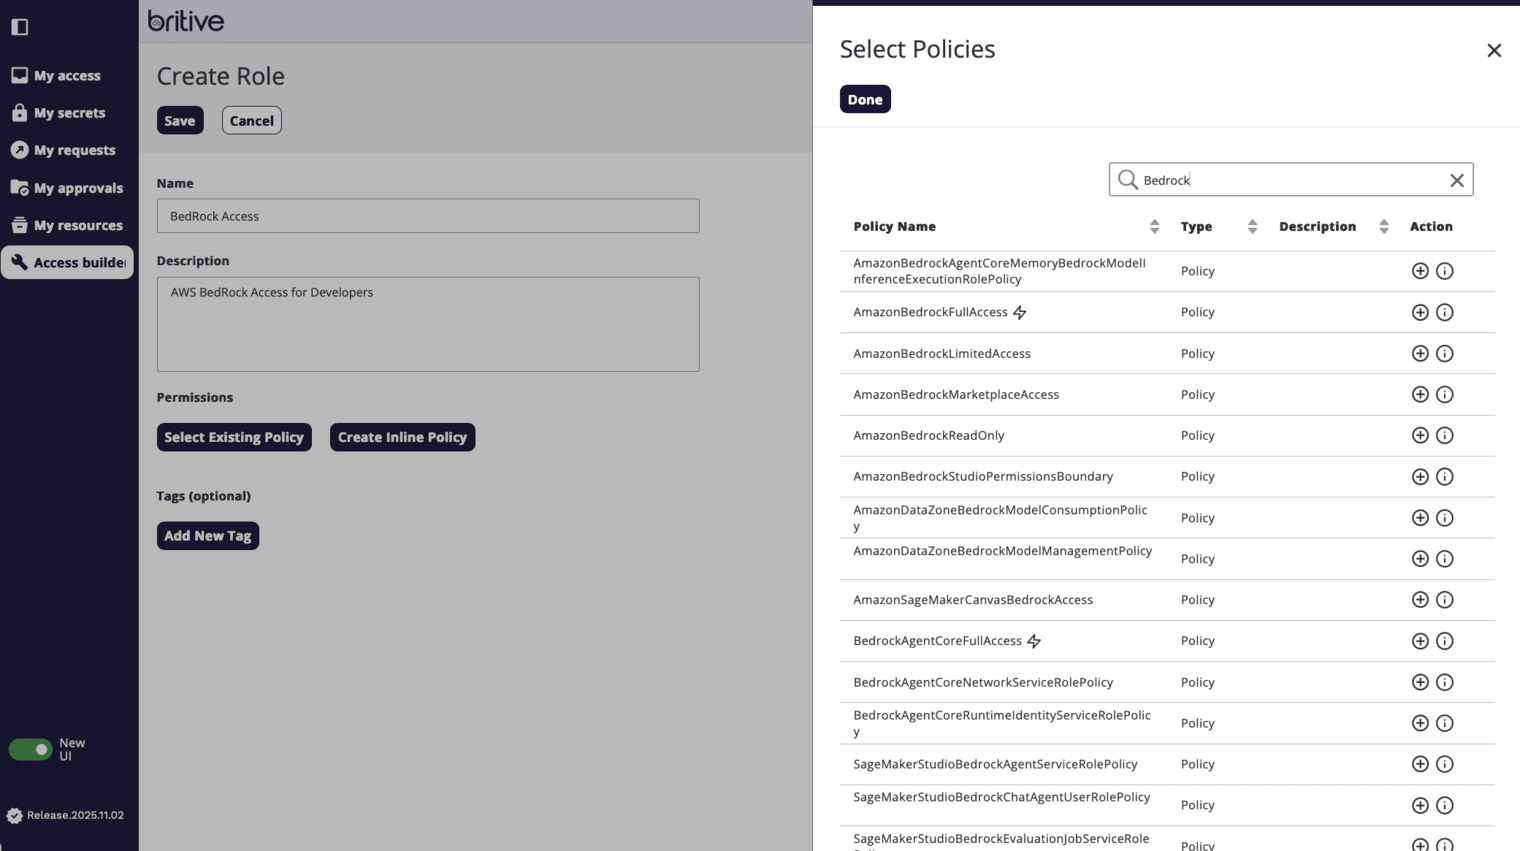 britive
My access
My secrets
My requests
My approvals
My resources
Access builder
New
UI
Release.2025.11.02
Create Role
Save
Cancel
Name
BedRock Access
Description
AWS BedRock Access for Developers
Permissions
Select Existing Policy
Create Inline Policy
Tags (optional)
Add New Tag
Select Policies
Done
Bedrock
Policy Name Type Description Action
AmazonBedrockAgentCoreMemoryBedrockModelI
nferenceExecutionRolePolicy
Policy
AmazonBedrockFullAccess Policy
AmazonBedrockLimitedAccess Policy
AmazonBedrockMarketplaceAccess Policy
AmazonBedrockReadOnly Policy
AmazonBedrockStudioPermissionsBoundary Policy
AmazonDataZoneBedrockModelConsumptionPolic
y
Policy
AmazonDataZoneBedrockModelManagementPolicy
Policy
AmazonSageMakerCanvasBedrockAccess Policy
BedrockAgentCoreFullAccess Policy
BedrockAgentCoreNetworkServiceRolePolicy Policy
BedrockAgentCoreRuntimeIdentityServiceRolePolic
y
Policy
SageMakerStudioBedrockAgentServiceRolePolicy Policy
SageMakerStudioBedrockChatAgentUserRolePolicy
Policy
SageMakerStudioBedrockEvaluationJobServiceRole
Policy